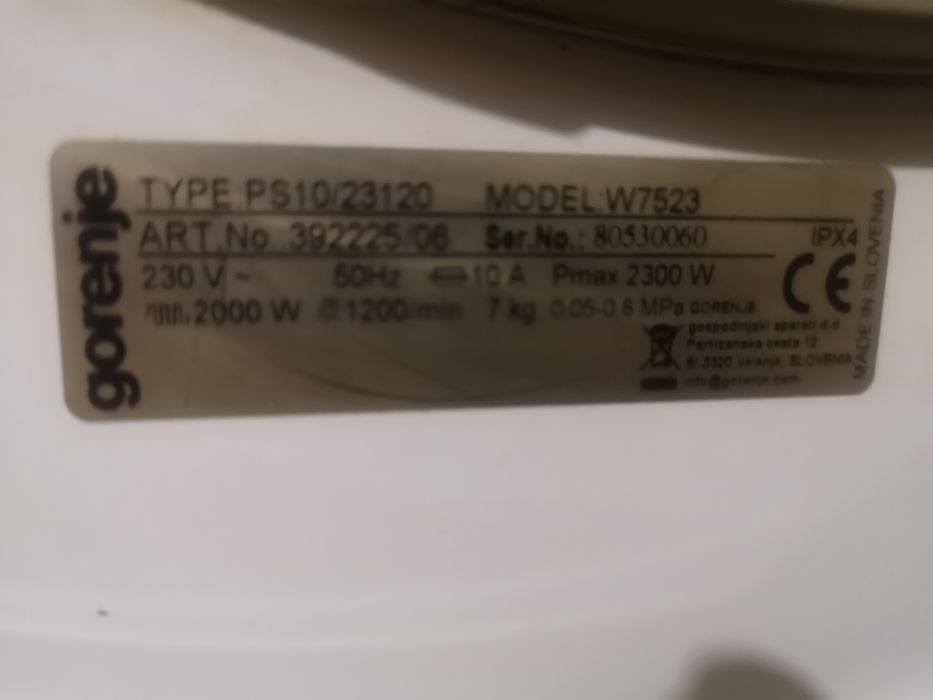 gorenje
TYPE PS10/23120 MODEL:W7523
ART.No. 392225/06 Ser.No.: 80530060 IPX4
230 V ~ 50Hz 10 A Pmax 2300 W CE
2000 W 1200/min 7 kg 0.05-0.8 MPa GORENJE
gospodinjski aparati d.d.
Partizanska cesta 12
SI-3320 Velenje, SLOVENIA
info@gorenje.com
MADE IN SLOVENIA